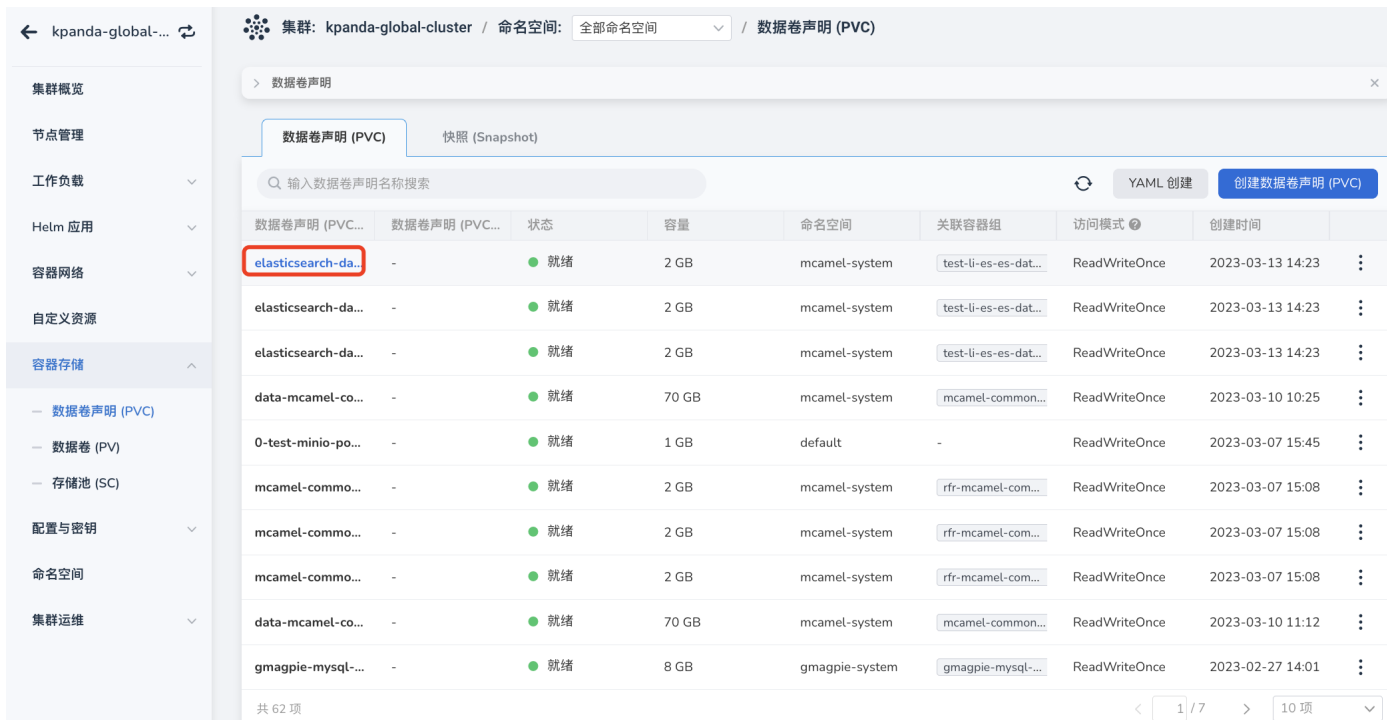 kpanda-global-...
集群: kpanda-global-cluster / 命名空间: 全部命名空间 / 数据卷声明 (PVC)
集群概览
节点管理
工作负载
Helm 应用
容器网络
自定义资源
容器存储
数据卷声明 (PVC)
数据卷 (PV)
存储池 (SC)
配置与密钥
命名空间
集群运维
数据卷声明
数据卷声明 (PVC) 快照 (Snapshot)
输入数据卷声明名称搜索 YAML 创建 创建数据卷声明 (PVC)
数据卷声明 (PVC... 数据卷声明 (PVC... 状态 容量 命名空间 关联容器组 访问模式 创建时间
elasticsearch-da... - 就绪 2 GB mcamel-system test-li-es-es-dat... ReadWriteOnce 2023-03-13 14:23
elasticsearch-da... - 就绪 2 GB mcamel-system test-li-es-es-dat... ReadWriteOnce 2023-03-13 14:23
elasticsearch-da... - 就绪 2 GB mcamel-system test-li-es-es-dat... ReadWriteOnce 2023-03-13 14:23
data-mcamel-co... - 就绪 70 GB mcamel-system mcamel-common... ReadWriteOnce 2023-03-10 10:25
0-test-minio-po... - 就绪 1 GB default - ReadWriteOnce 2023-03-07 15:45
mcamel-commo... - 就绪 2 GB mcamel-system rfr-mcamel-com... ReadWriteOnce 2023-03-07 15:08
mcamel-commo... - 就绪 2 GB mcamel-system rfr-mcamel-com... ReadWriteOnce 2023-03-07 15:08
mcamel-commo... - 就绪 2 GB mcamel-system rfr-mcamel-com... ReadWriteOnce 2023-03-07 15:08
data-mcamel-co... - 就绪 70 GB mcamel-system mcamel-common... ReadWriteOnce 2023-03-10 11:12
gmagpie-mysql-... - 就绪 8 GB gmagpie-system gmagpie-mysql-... ReadWriteOnce 2023-02-27 14:01
共 62 项 1 / 7 10 项